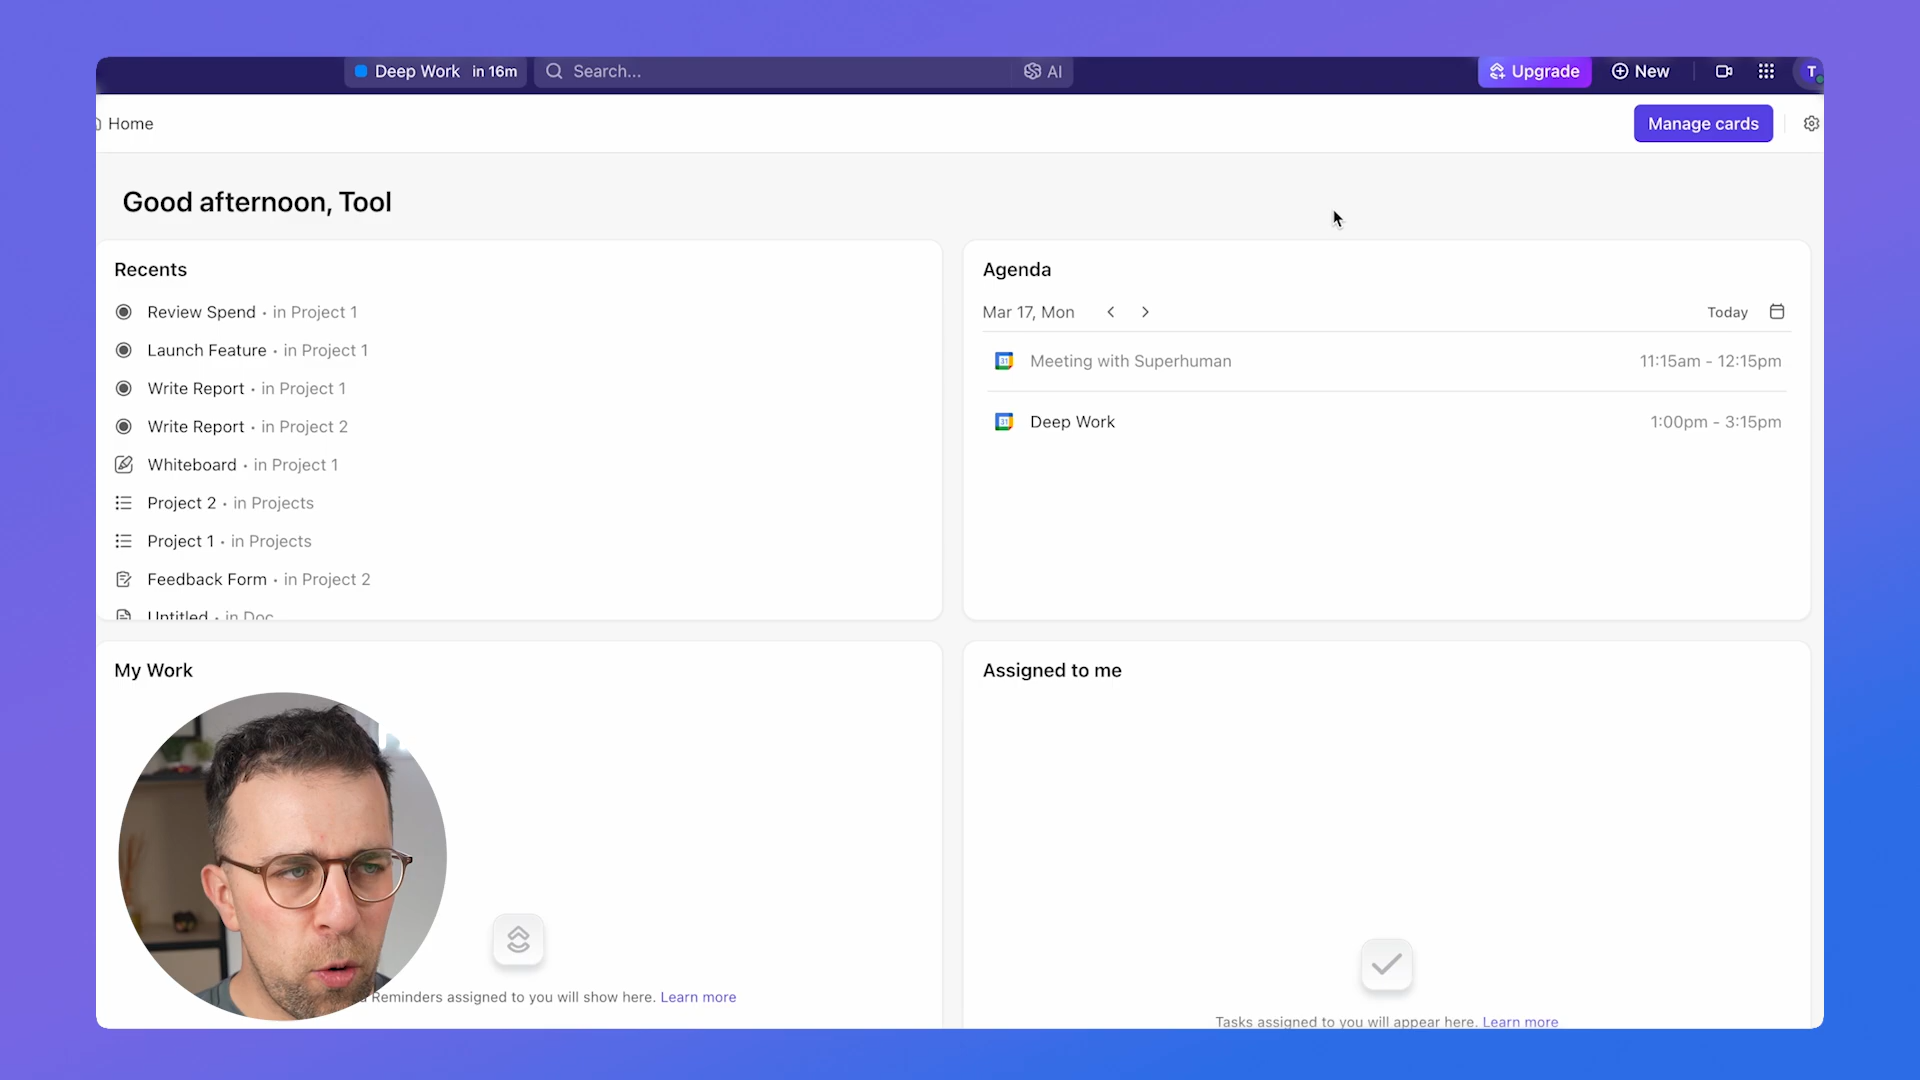 Deep Work in 16m
Search...
AI
Upgrade
New
T
Home
Manage cards
Good afternoon, Tool
Recents
Review Spend • in Project 1
Launch Feature • in Project 1
Write Report • in Project 1
Write Report • in Project 2
Whiteboard • in Project 1
Project 2 • in Projects
Project 1 • in Projects
Feedback Form • in Project 2
Untitled • in Doc
Agenda
Mar 17, Mon
Today
31 Meeting with Superhuman 11:15am - 12:15pm
31 Deep Work 1:00pm - 3:15pm
My Work
Reminders assigned to you will show here. Learn more
Assigned to me
Tasks assigned to you will appear here. Learn more